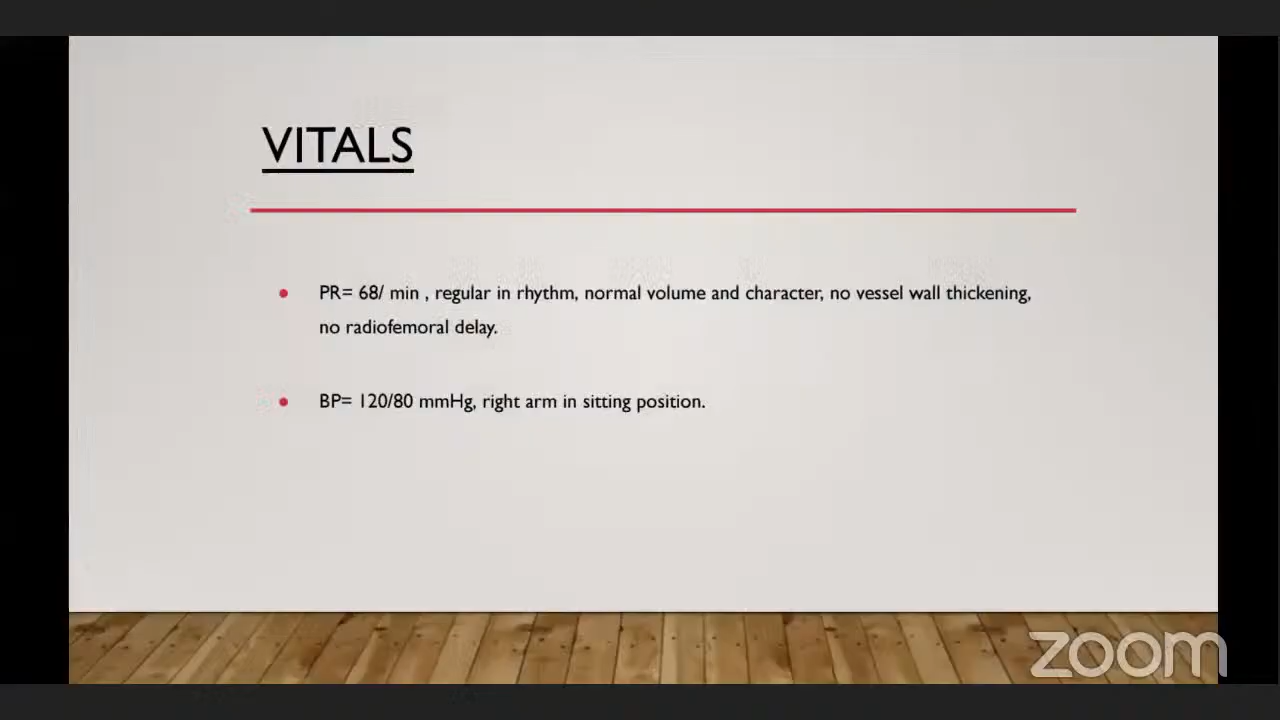 VITALS
PR= 68/ min , regular in rhythm, normal volume and character, no vessel wall thickening,
no radiofemoral delay.
BP= 120/80 mmHg, right arm in sitting position.
zoom